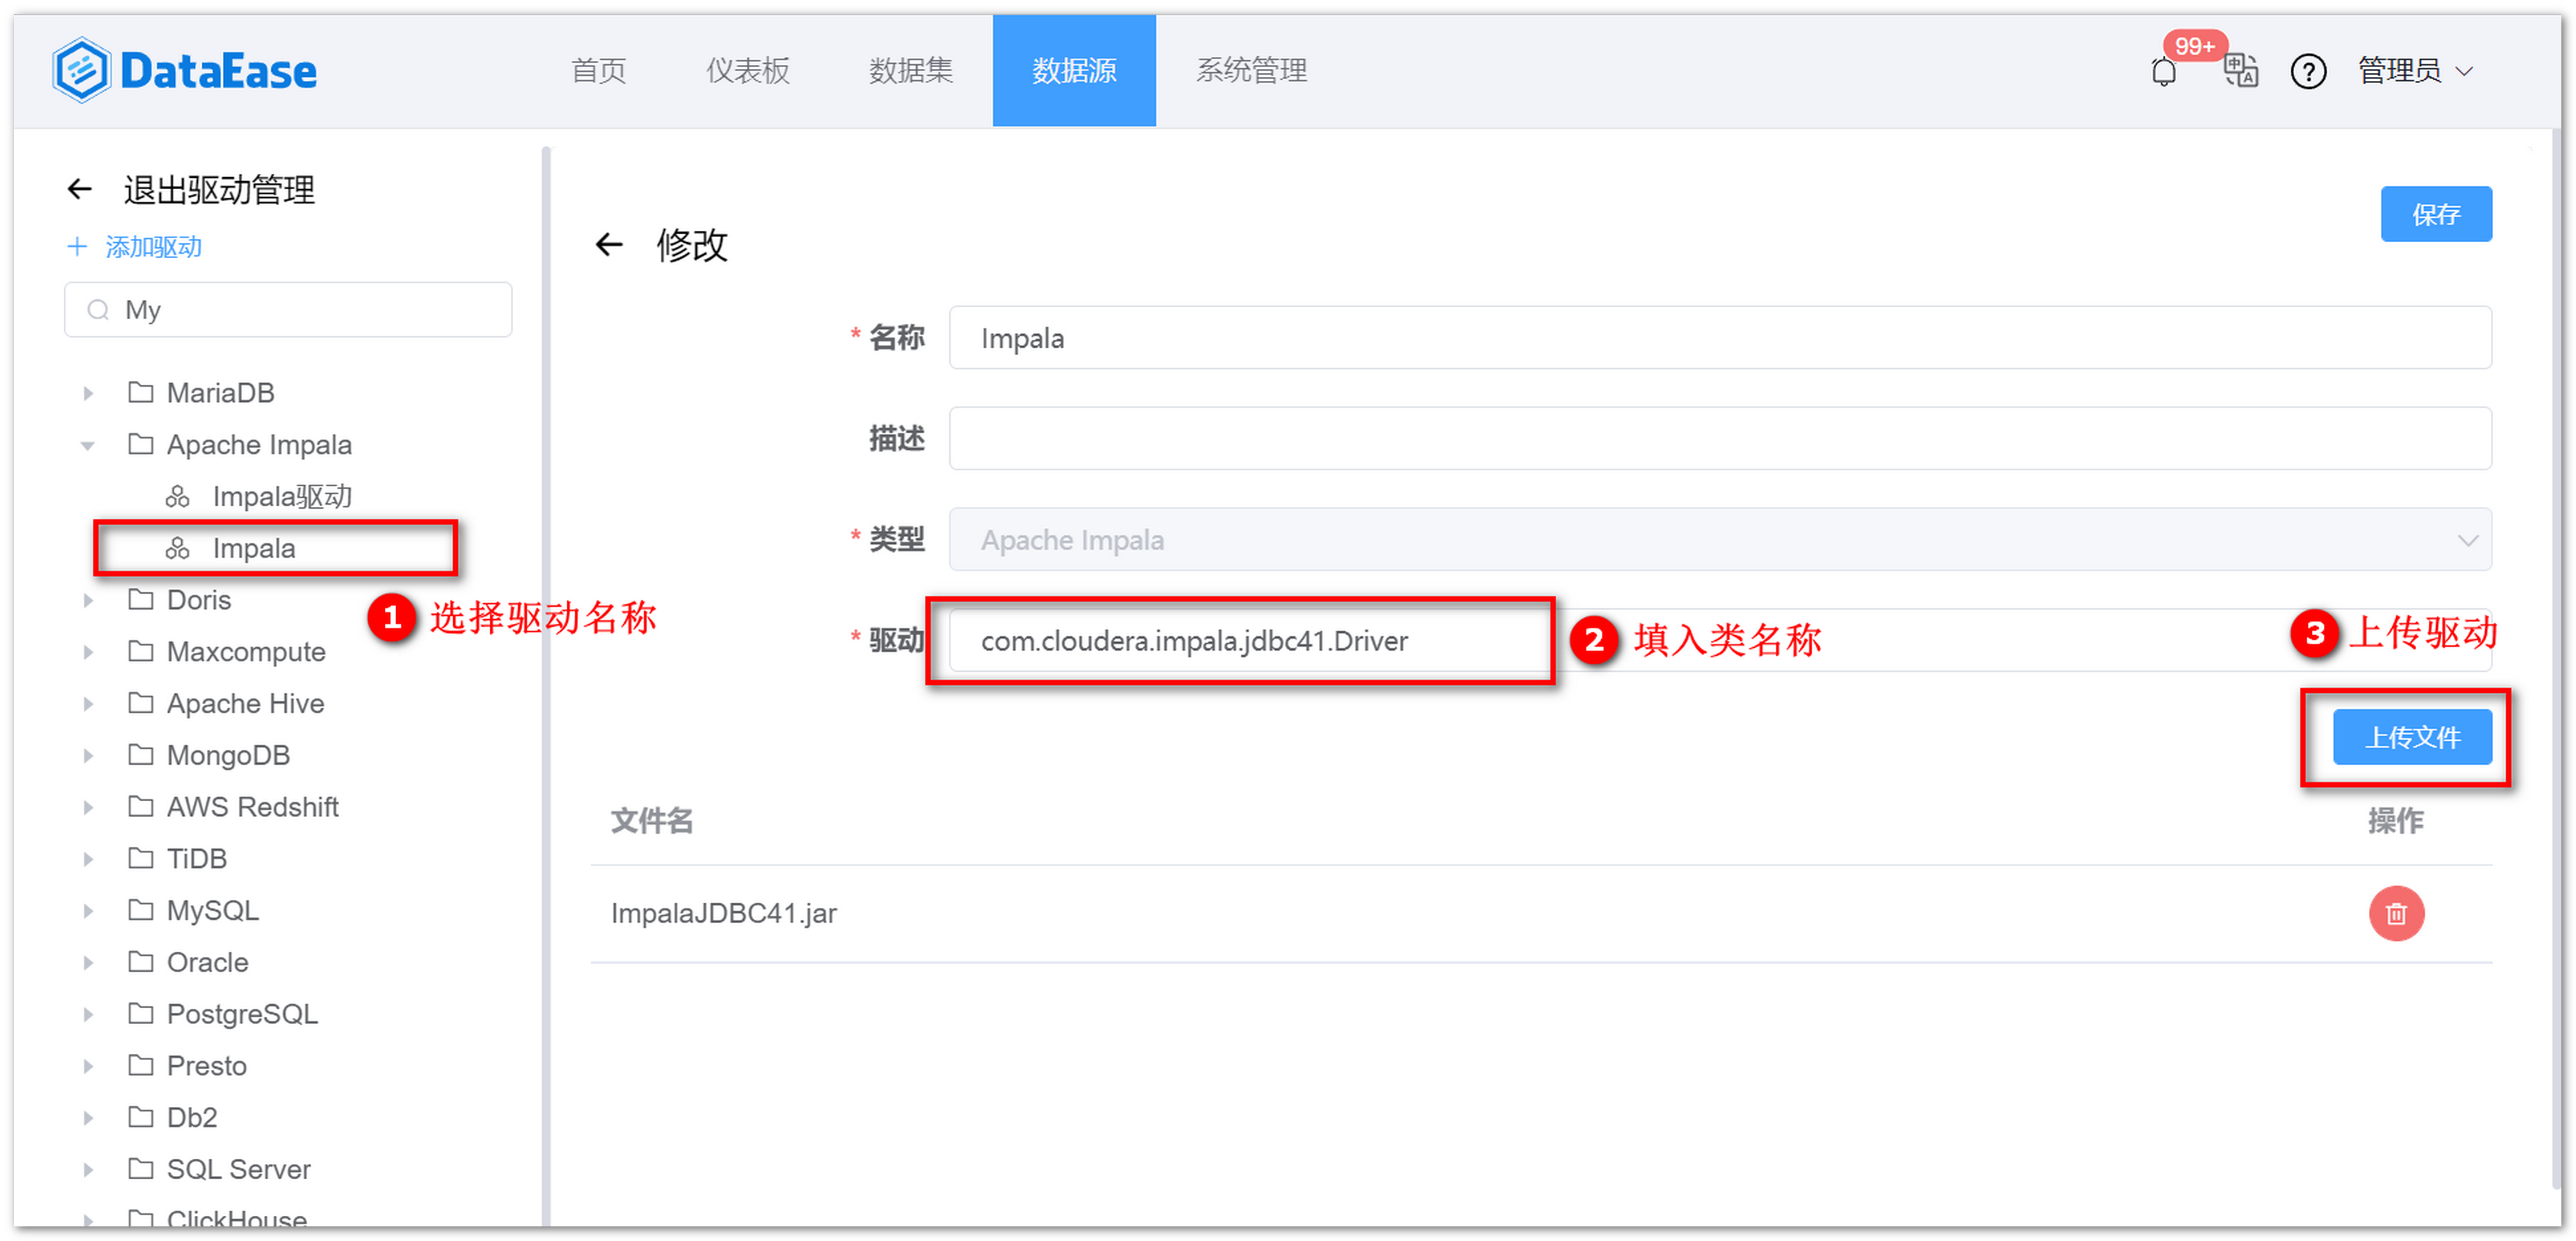 DataEase
首页
仪表板
数据集
数据源
系统管理
99+
管理员
退出驱动管理
添加驱动
My
MariaDB
Apache Impala
Impala驱动
Impala
Doris
Maxcompute
Apache Hive
MongoDB
AWS Redshift
TiDB
MySQL
Oracle
PostgreSQL
Presto
Db2
SQL Server
ClickHouse
1 选择驱动名称
修改
保存
* 名称 Impala
描述
* 类型 Apache Impala
* 驱动 com.cloudera.impala.jdbc41.Driver
2 填入类名称
3 上传驱动
上传文件
文件名 操作
ImpalaJDBC41.jar